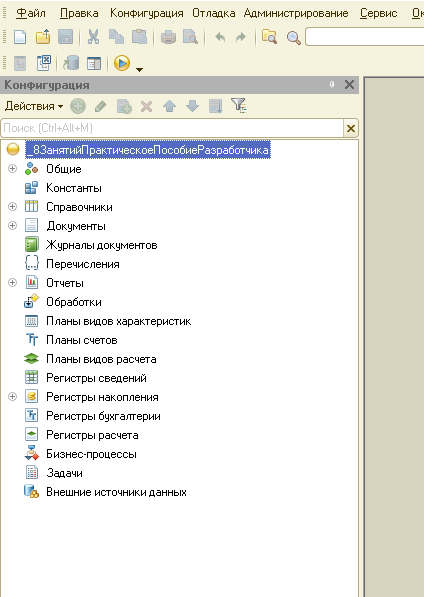 Файл Правка Конфигурация Отладка Администрирование Сервис
Конфигурация
Действия
Поиск (Ctrl+Alt+M)
_8ЗанятийПрактическоеПособиеРазработчика
Общие
Константы
Справочники
Документы
Журналы документов
Перечисления
Отчеты
Обработки
Планы видов характеристик
Планы счетов
Планы видов расчета
Регистры сведений
Регистры накопления
Регистры бухгалтерии
Регистры расчета
Бизнес-процессы
Задачи
Внешние источники данных